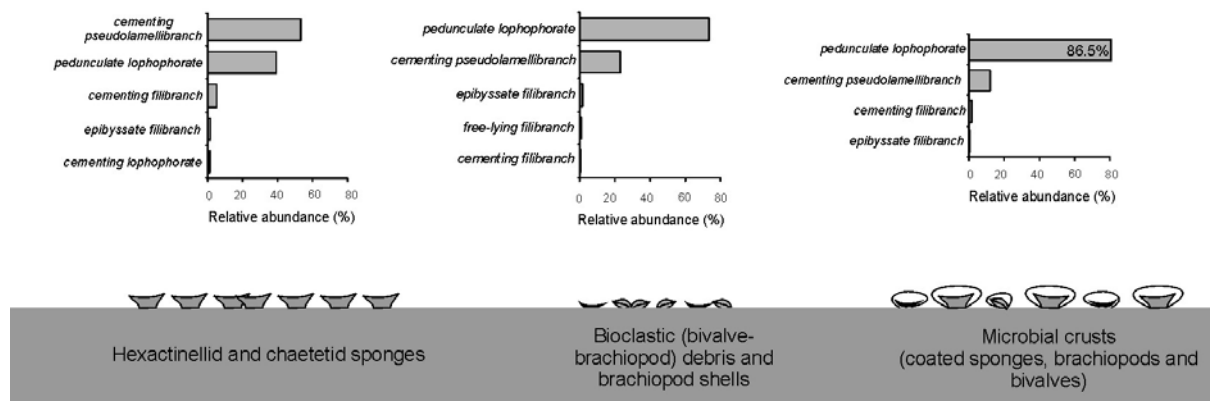 cementing
pseudolamellibranch
pedunculate lophophorate
cementing filibranch
epibyssate filibranch
cementing lophophorate
0 20 40 60 80
Relative abundance (%)
pedunculate lophophorate
cementing pseudolamellibranch
epibyssate filibranch
free-lying filibranch
cementing filibranch
0 20 40 60 80
Relative abundance (%)
pedunculate lophophorate
86.5%
cementing pseudolamellibranch
cementing filibranch
epibyssate filibranch
0 20 40 60 80
Relative abundance (%)
Hexactinellid and chaetetid sponges
Bioclastic (bivalve-
brachiopod) debris and
brachiopod shells
Microbial crusts
(coated sponges, brachiopods and
bivalves)